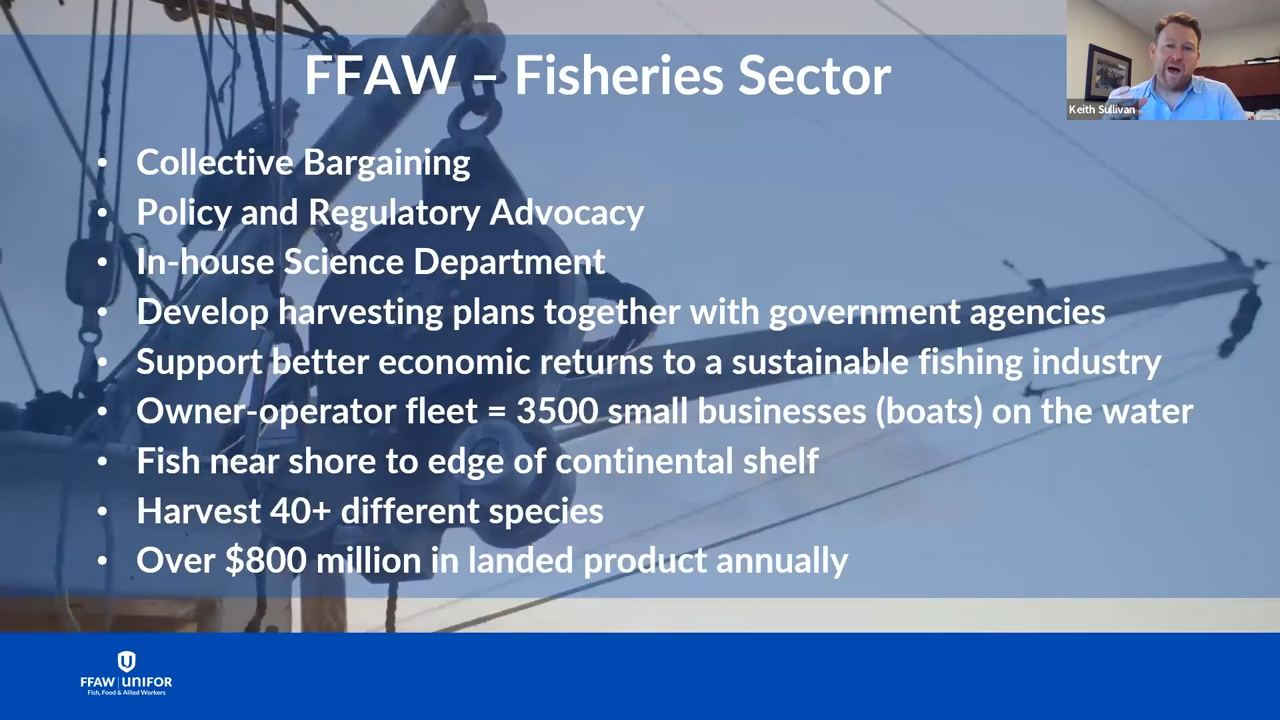 FFAW – Fisheries Sector
Keith Sullivan
• Collective Bargaining
• Policy and Regulatory Advocacy
• In-house Science Department
• Develop harvesting plans together with government agencies
• Support better economic returns to a sustainable fishing industry
• Owner-operator fleet = 3500 small businesses (boats) on the water
• Fish near shore to edge of continental shelf
• Harvest 40+ different species
• Over $800 million in landed product annually
FFAW | UNIFOR
Fish, Food & Allied Workers